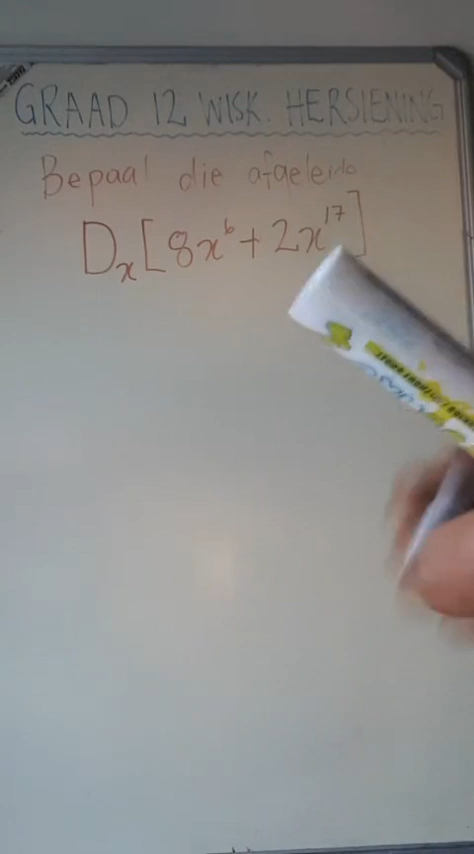 GRAAD 12 WISK. HERSIENING
Bepaal die afgeleide
Dₓ[8x⁶+2x¹⁷]